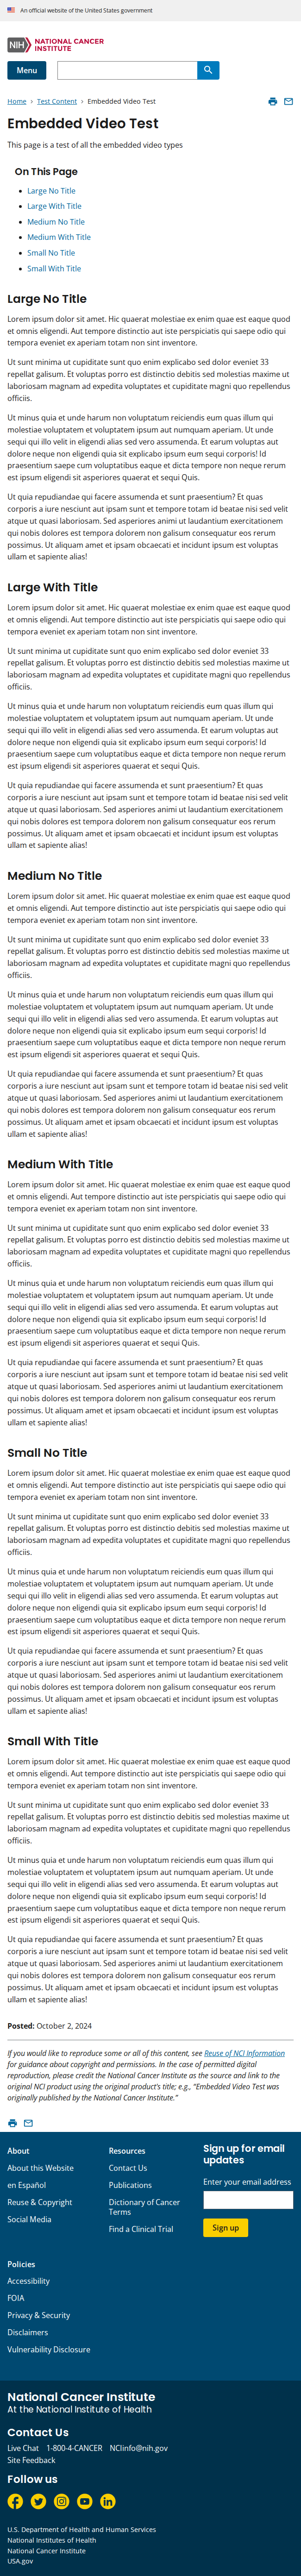 An official website of the United States government
NIH NATIONAL CANCER
INSTITUTE
Menu
Home › Test Content › Embedded Video Test
Embedded Video Test
This page is a test of all the embedded video types
On This Page
Large No Title
Large With Title
Medium No Title
Medium With Title
Small No Title
Small With Title
Large No Title
Lorem ipsum dolor sit amet. Hic quaerat molestiae ex enim quae est eaque quod
et omnis eligendi. Aut tempore distinctio aut iste perspiciatis qui saepe odio qui
tempora eveniet hic error autem et totam non sint inventore.
Ut sunt minima ut cupiditate sunt quo enim explicabo sed dolor eveniet 33
repellat galisum. Et voluptas porro est distinctio debitis sed molestias maxime ut
laboriosam magnam ad expedita voluptates et cupiditate magni quo repellendus
officiis.
Ut minus quia et unde harum non voluptatum reiciendis eum quas illum qui
molestiae voluptatem et voluptatem ipsum aut numquam aperiam. Ut unde
sequi qui illo velit in eligendi alias sed vero assumenda. Et earum voluptas aut
dolore neque non eligendi quia sit explicabo ipsum eum sequi corporis! Id
praesentium saepe cum voluptatibus eaque et dicta tempore non neque rerum
est ipsum eligendi sit asperiores quaerat et sequi Quis.
Ut quia repudiandae qui facere assumenda et sunt praesentium? Et quas
corporis a iure nesciunt aut ipsam sunt et tempore totam id beatae nisi velit
atque ut quasi laboriosam. Sed asperiores animi ut laudantium exercitationem
qui nobis dolores est tempora dolorem non galisum consequatur eos rerum
possimus. Ut aliquam amet et ipsam obcaecati et incidunt ipsum est voluptas
ullam et sapiente alias!
Large With Title
Lorem ipsum dolor sit amet. Hic quaerat molestiae ex enim quae est eaque quod
et omnis eligendi. Aut tempore distinctio aut iste perspiciatis qui saepe odio qui
tempora eveniet hic error autem et totam non sint inventore.
Ut sunt minima ut cupiditate sunt quo enim explicabo sed dolor eveniet 33
repellat galisum. Et voluptas porro est distinctio debitis sed molestias maxime ut
laboriosam magnam ad expedita voluptates et cupiditate magni quo repellendus
officiis.
Ut minus quia et unde harum non voluptatum reiciendis eum quas illum qui
molestiae voluptatem et voluptatem ipsum aut numquam aperiam. Ut unde
sequi qui illo velit in eligendi alias sed vero assumenda. Et earum voluptas aut
dolore neque non eligendi quia sit explicabo ipsum eum sequi corporis! Id
praesentium saepe cum voluptatibus eaque et dicta tempore non neque rerum
est ipsum eligendi sit asperiores quaerat et sequi Quis.
Ut quia repudiandae qui facere assumenda et sunt praesentium? Et quas
corporis a iure nesciunt aut ipsam sunt et tempore totam id beatae nisi velit
atque ut quasi laboriosam. Sed asperiores animi ut laudantium exercitationem
qui nobis dolores est tempora dolorem non galisum consequatur eos rerum
possimus. Ut aliquam amet et ipsam obcaecati et incidunt ipsum est voluptas
ullam et sapiente alias!
Medium No Title
Lorem ipsum dolor sit amet. Hic quaerat molestiae ex enim quae est eaque quod
et omnis eligendi. Aut tempore distinctio aut iste perspiciatis qui saepe odio qui
tempora eveniet hic error autem et totam non sint inventore.
Ut sunt minima ut cupiditate sunt quo enim explicabo sed dolor eveniet 33
repellat galisum. Et voluptas porro est distinctio debitis sed molestias maxime ut
laboriosam magnam ad expedita voluptates et cupiditate magni quo repellendus
officiis.
Ut minus quia et unde harum non voluptatum reiciendis eum quas illum qui
molestiae voluptatem et voluptatem ipsum aut numquam aperiam. Ut unde
sequi qui illo velit in eligendi alias sed vero assumenda. Et earum voluptas aut
dolore neque non eligendi quia sit explicabo ipsum eum sequi corporis! Id
praesentium saepe cum voluptatibus eaque et dicta tempore non neque rerum
est ipsum eligendi sit asperiores quaerat et sequi Quis.
Ut quia repudiandae qui facere assumenda et sunt praesentium? Et quas
corporis a iure nesciunt aut ipsam sunt et tempore totam id beatae nisi velit
atque ut quasi laboriosam. Sed asperiores animi ut laudantium exercitationem
qui nobis dolores est tempora dolorem non galisum consequatur eos rerum
possimus. Ut aliquam amet et ipsam obcaecati et incidunt ipsum est voluptas
ullam et sapiente alias!
Medium With Title
Lorem ipsum dolor sit amet. Hic quaerat molestiae ex enim quae est eaque quod
et omnis eligendi. Aut tempore distinctio aut iste perspiciatis qui saepe odio qui
tempora eveniet hic error autem et totam non sint inventore.
Ut sunt minima ut cupiditate sunt quo enim explicabo sed dolor eveniet 33
repellat galisum. Et voluptas porro est distinctio debitis sed molestias maxime ut
laboriosam magnam ad expedita voluptates et cupiditate magni quo repellendus
officiis.
Ut minus quia et unde harum non voluptatum reiciendis eum quas illum qui
molestiae voluptatem et voluptatem ipsum aut numquam aperiam. Ut unde
sequi qui illo velit in eligendi alias sed vero assumenda. Et earum voluptas aut
dolore neque non eligendi quia sit explicabo ipsum eum sequi corporis! Id
praesentium saepe cum voluptatibus eaque et dicta tempore non neque rerum
est ipsum eligendi sit asperiores quaerat et sequi Quis.
Ut quia repudiandae qui facere assumenda et sunt praesentium? Et quas
corporis a iure nesciunt aut ipsam sunt et tempore totam id beatae nisi velit
atque ut quasi laboriosam. Sed asperiores animi ut laudantium exercitationem
qui nobis dolores est tempora dolorem non galisum consequatur eos rerum
possimus. Ut aliquam amet et ipsam obcaecati et incidunt ipsum est voluptas
ullam et sapiente alias!
Small No Title
Lorem ipsum dolor sit amet. Hic quaerat molestiae ex enim quae est eaque quod
et omnis eligendi. Aut tempore distinctio aut iste perspiciatis qui saepe odio qui
tempora eveniet hic error autem et totam non sint inventore.
Ut sunt minima ut cupiditate sunt quo enim explicabo sed dolor eveniet 33
repellat galisum. Et voluptas porro est distinctio debitis sed molestias maxime ut
laboriosam magnam ad expedita voluptates et cupiditate magni quo repellendus
officiis.
Ut minus quia et unde harum non voluptatum reiciendis eum quas illum qui
molestiae voluptatem et voluptatem ipsum aut numquam aperiam. Ut unde
sequi qui illo velit in eligendi alias sed vero assumenda. Et earum voluptas aut
dolore neque non eligendi quia sit explicabo ipsum eum sequi corporis! Id
praesentium saepe cum voluptatibus eaque et dicta tempore non neque rerum
est ipsum eligendi sit asperiores quaerat et sequi Quis.
Ut quia repudiandae qui facere assumenda et sunt praesentium? Et quas
corporis a iure nesciunt aut ipsam sunt et tempore totam id beatae nisi velit
atque ut quasi laboriosam. Sed asperiores animi ut laudantium exercitationem
qui nobis dolores est tempora dolorem non galisum consequatur eos rerum
possimus. Ut aliquam amet et ipsam obcaecati et incidunt ipsum est voluptas
ullam et sapiente alias!
Small With Title
Lorem ipsum dolor sit amet. Hic quaerat molestiae ex enim quae est eaque quod
et omnis eligendi. Aut tempore distinctio aut iste perspiciatis qui saepe odio qui
tempora eveniet hic error autem et totam non sint inventore.
Ut sunt minima ut cupiditate sunt quo enim explicabo sed dolor eveniet 33
repellat galisum. Et voluptas porro est distinctio debitis sed molestias maxime ut
laboriosam magnam ad expedita voluptates et cupiditate magni quo repellendus
officiis.
Ut minus quia et unde harum non voluptatum reiciendis eum quas illum qui
molestiae voluptatem et voluptatem ipsum aut numquam aperiam. Ut unde
sequi qui illo velit in eligendi alias sed vero assumenda. Et earum voluptas aut
dolore neque non eligendi quia sit explicabo ipsum eum sequi corporis! Id
praesentium saepe cum voluptatibus eaque et dicta tempore non neque rerum
est ipsum eligendi sit asperiores quaerat et sequi Quis.
Ut quia repudiandae qui facere assumenda et sunt praesentium? Et quas
corporis a iure nesciunt aut ipsam sunt et tempore totam id beatae nisi velit
atque ut quasi laboriosam. Sed asperiores animi ut laudantium exercitationem
qui nobis dolores est tempora dolorem non galisum consequatur eos rerum
possimus. Ut aliquam amet et ipsam obcaecati et incidunt ipsum est voluptas
ullam et sapiente alias!
Posted: October 2, 2024
If you would like to reproduce some or all of this content, see Reuse of NCI Information
for guidance about copyright and permissions. In the case of permitted digital
reproduction, please credit the National Cancer Institute as the source and link to the
original NCI product using the original product's title; e.g., “Embedded Video Test was
originally published by the National Cancer Institute.”
About
About this Website
en Español
Reuse & Copyright
Social Media
Resources
Contact Us
Publications
Dictionary of Cancer
Terms
Find a Clinical Trial
Sign up for email
updates
Enter your email address
Sign up
Policies
Accessibility
FOIA
Privacy & Security
Disclaimers
Vulnerability Disclosure
National Cancer Institute
At the National Institutes of Health
Contact Us
Live Chat 1-800-4-CANCER NCIinfo@nih.gov
Site Feedback
Follow us
U.S. Department of Health and Human Services
National Institutes of Health
National Cancer Institute
USA.gov